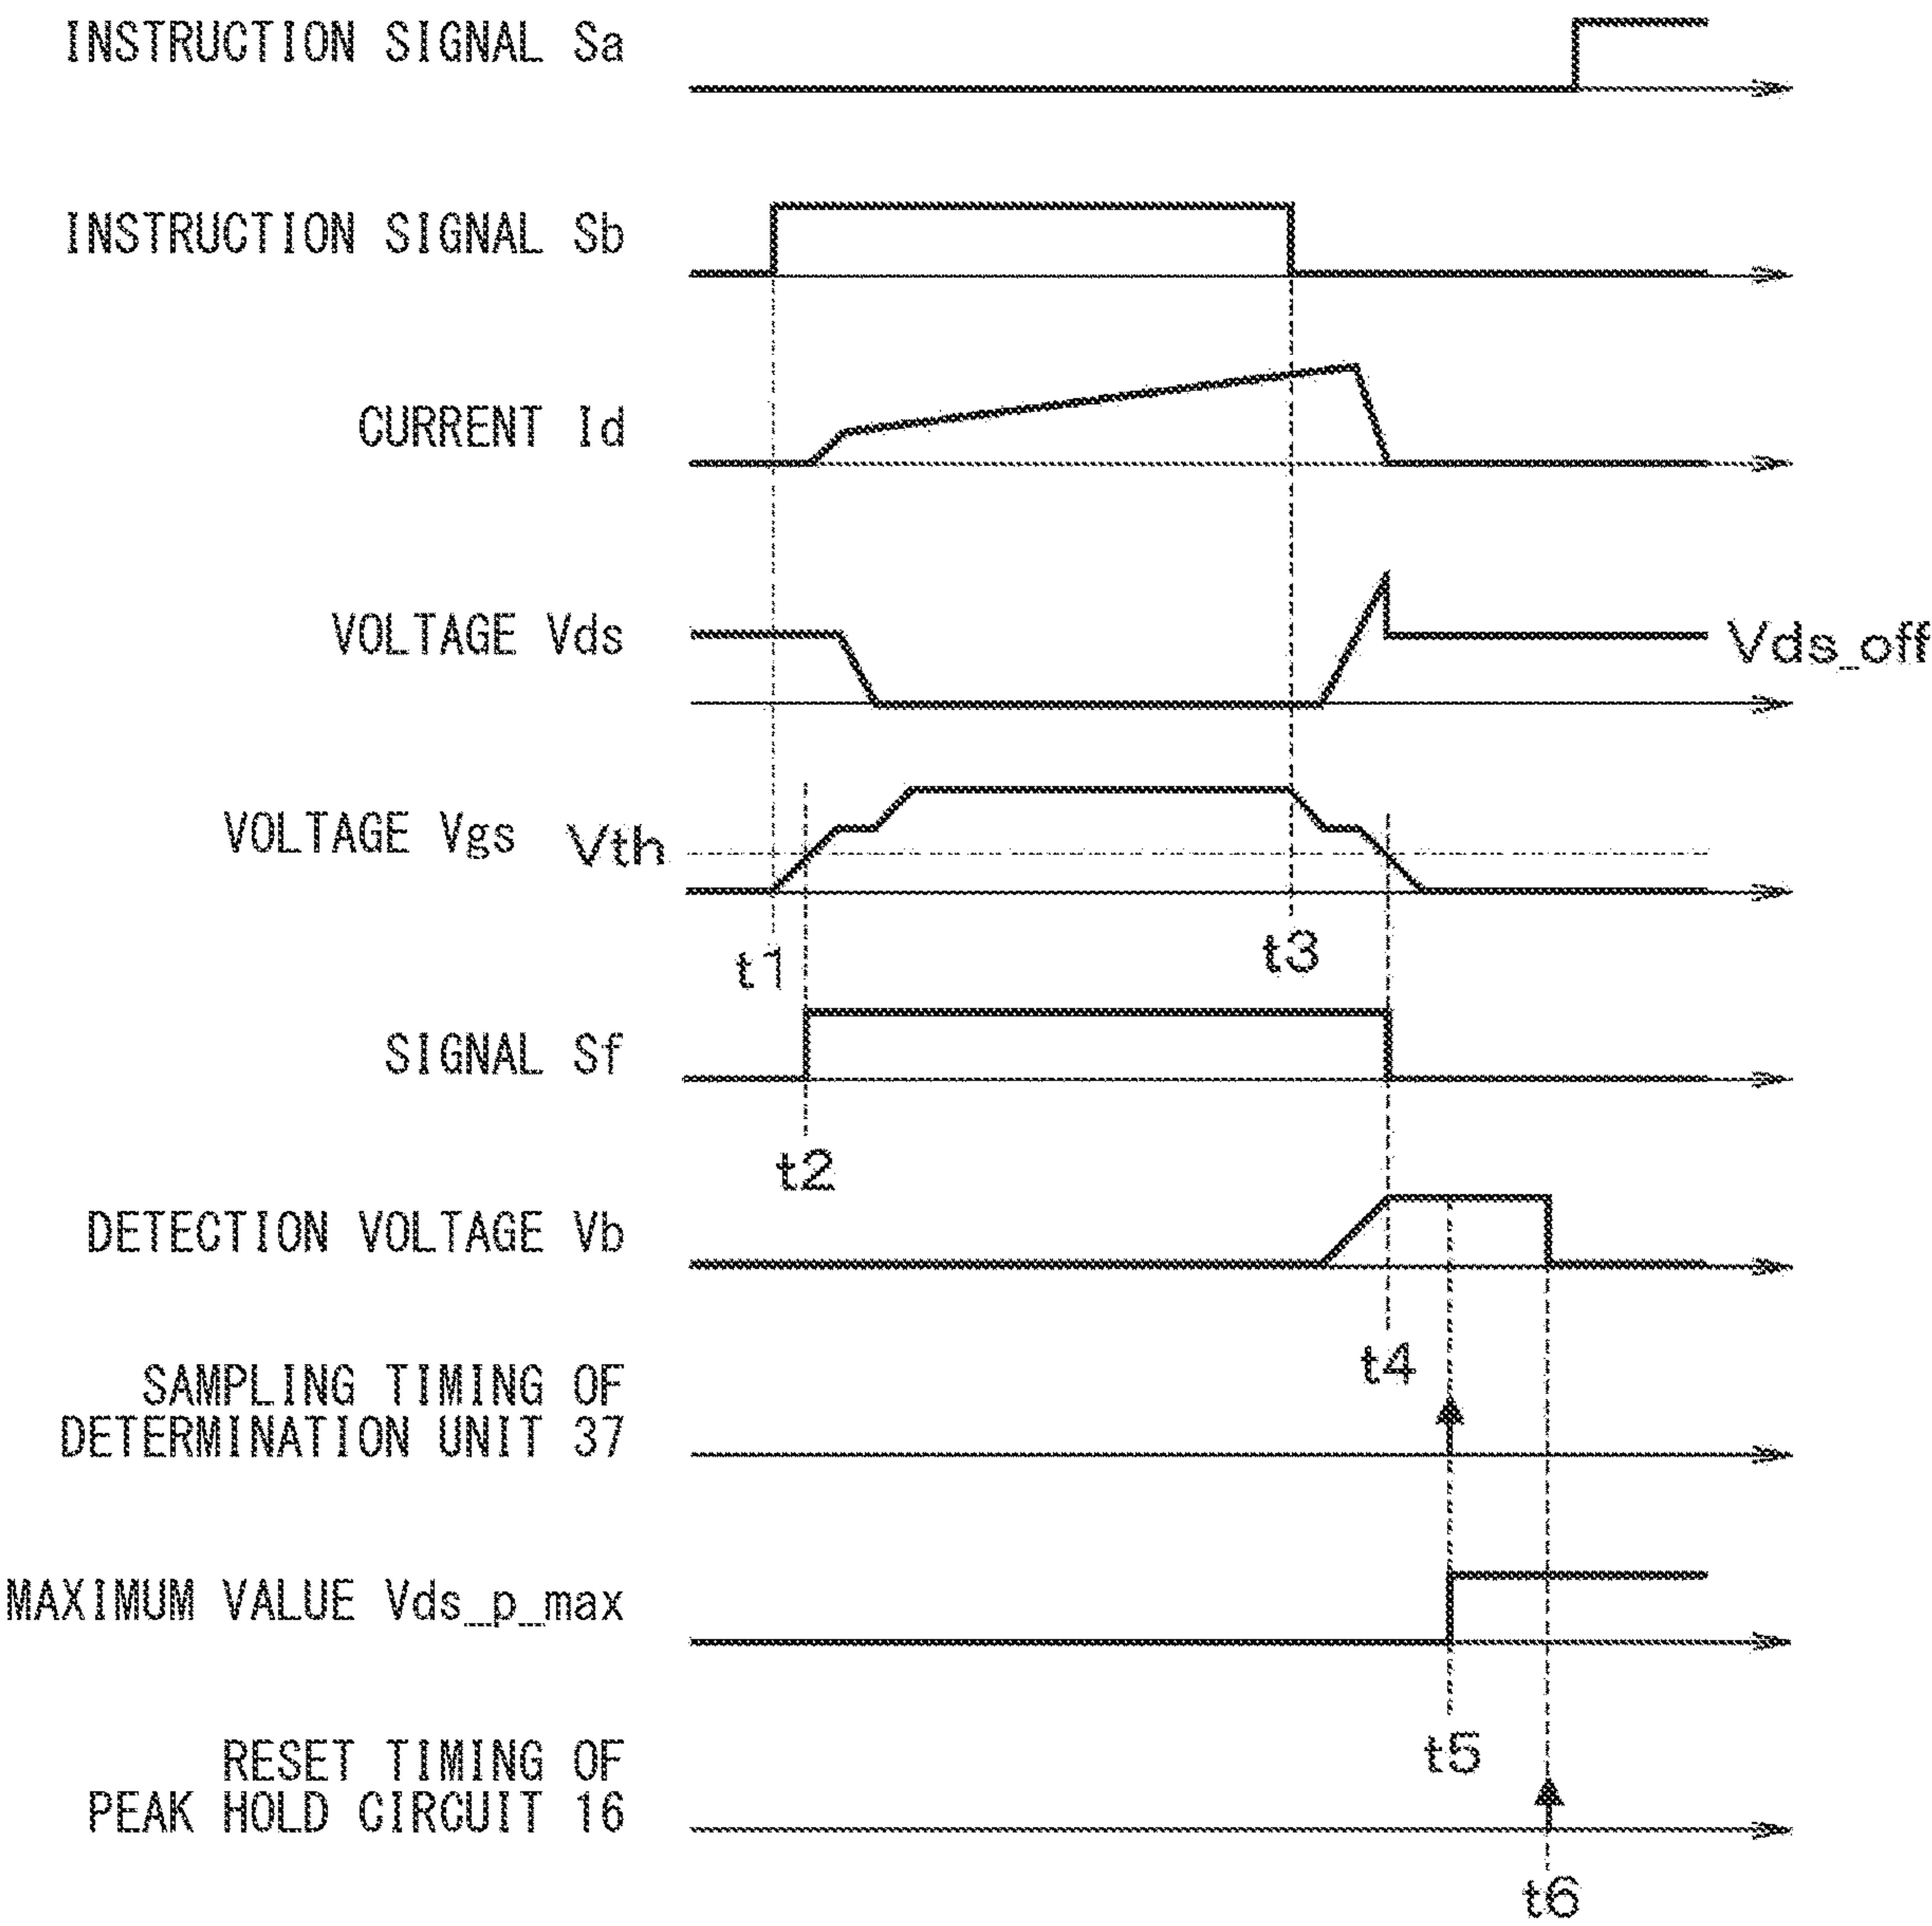 INSTRUCTION SIGNAL Sa
INSTRUCTION SIGNAL Sb
CURRENT Id
VOLTAGE Vds
Vds_off
VOLTAGE Vgs
Vth
t1
t3
SIGNAL Sf
t2
DETECTION VOLTAGE Vb
t4
SAMPLING TIMING OF
DETERMINATION UNIT 37
MAXIMUM VALUE Vds_p_max
t5
RESET TIMING OF
PEAK HOLD CIRCUIT 16
t6